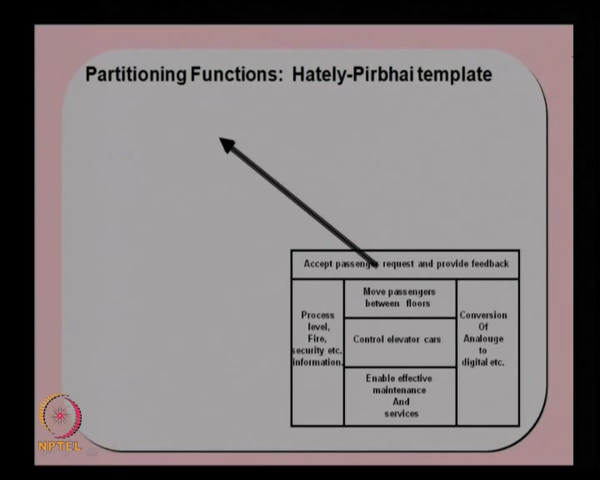 Partitioning Functions: Hately-Pirbhai template
Accept passenger request and provide feedback
Process
level,
Fire,
security etc.
information.
Move passengers
between floors
Control elevator cars
Enable effective
maintenance
And
services
Conversion
Of
Analouge
to
digital etc.
NPTEL